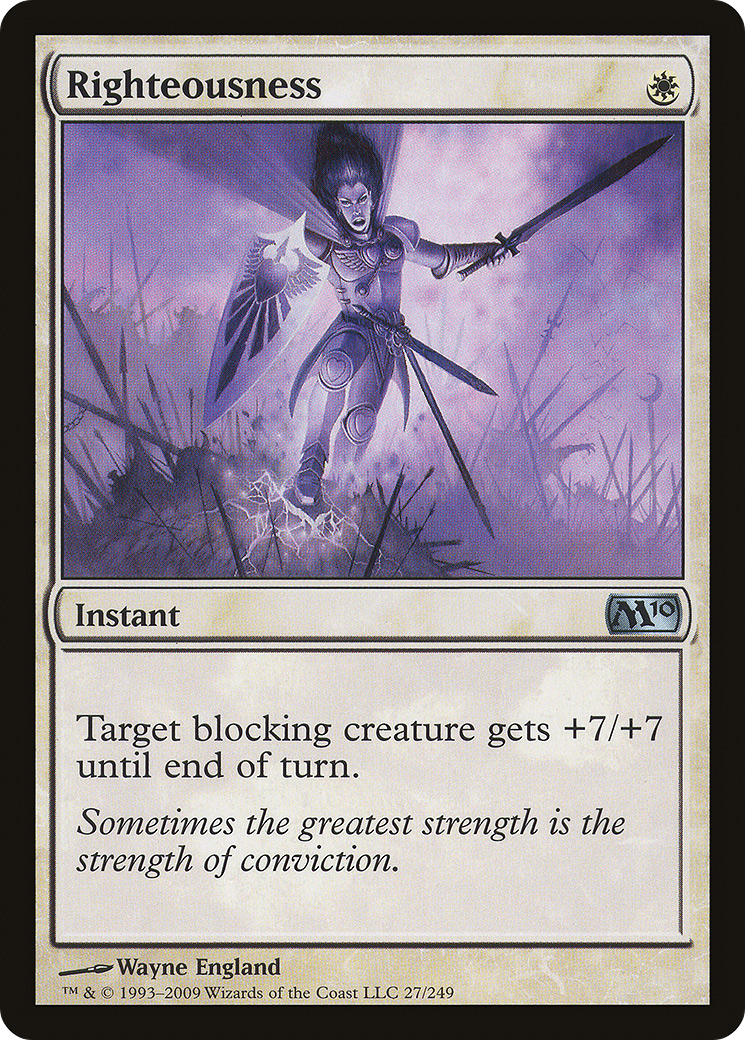 Righteousness
Instant
M10
Target blocking creature gets +7/+7
until end of turn.
Sometimes the greatest strength is the
strength of conviction.
Wayne England
™ & © 1993–2009 Wizards of the Coast LLC 27/249